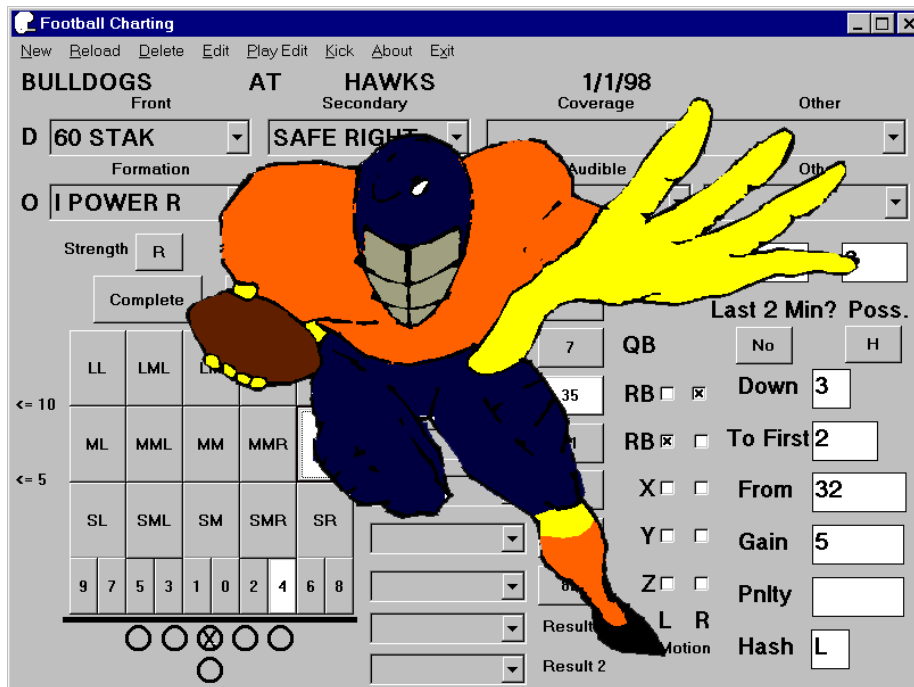 Football Charting
New Reload Delete Edit Play Edit Kick About Exit
BULLDOGS AT HAWKS 1/1/98
Front Secondary Coverage Other
D 60 STAK SAFE RIGHT
Formation Audible
O I POWER R
Strength R
Complete
Last 2 Min? Poss.
7 QB No H
LL LML
35 RB Down 3
<= 10
ML MML MM MMR RB To First 2
<= 5
X From 32
SL SML SM SMR SR
Y Gain 5
9 7 5 3 1 0 2 4 6 8 Z Pnlty
L R
Result
Motion
Hash L
Result 2